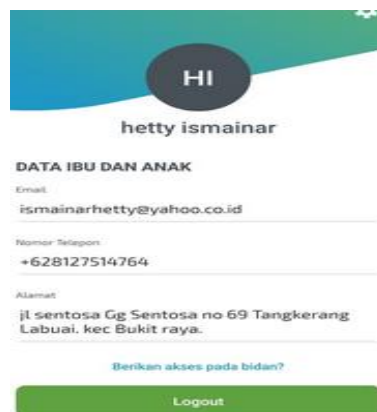 HI
hetty ismainar
DATA IBU DAN ANAK
Email
ismainarhetty@yahoo.co.id
Nomor Telepon
+628127514764
Alamat
jl sentosa Gg Sentosa no 69 Tangkerang
Labuai. kec Bukit raya.
Berikan akses pada bidan?
Logout